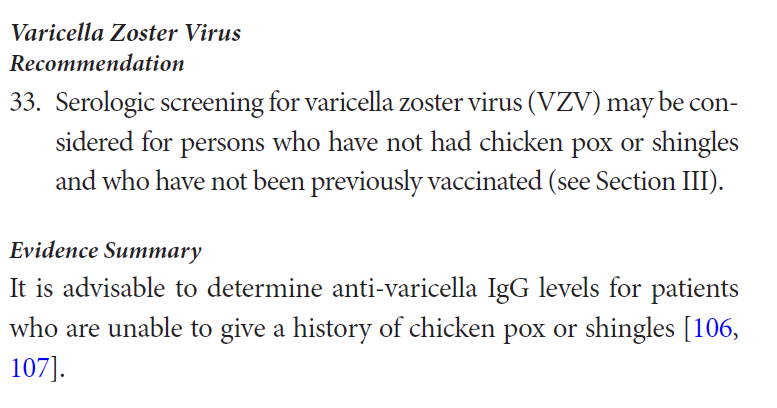 Varicella Zoster Virus
Recommendation
33. Serologic screening for varicella zoster virus (VZV) may be con-
sidered for persons who have not had chicken pox or shingles
and who have not been previously vaccinated (see Section III).
Evidence Summary
It is advisable to determine anti-varicella IgG levels for patients
who are unable to give a history of chicken pox or shingles [106,
107].